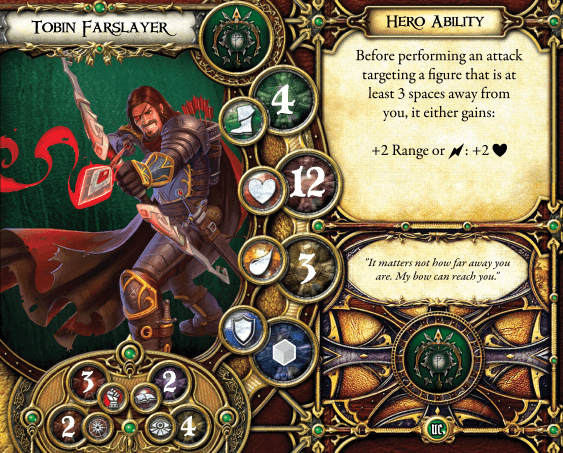 Tobin Farslayer
4
12
3
3
2
2
4
Hero Ability
Before performing an attack
targeting a figure that is at
least 3 spaces away from
you, it either gains:
+2 Range or : +2
"It matters not how far away you
are. My bow can reach you."
UC